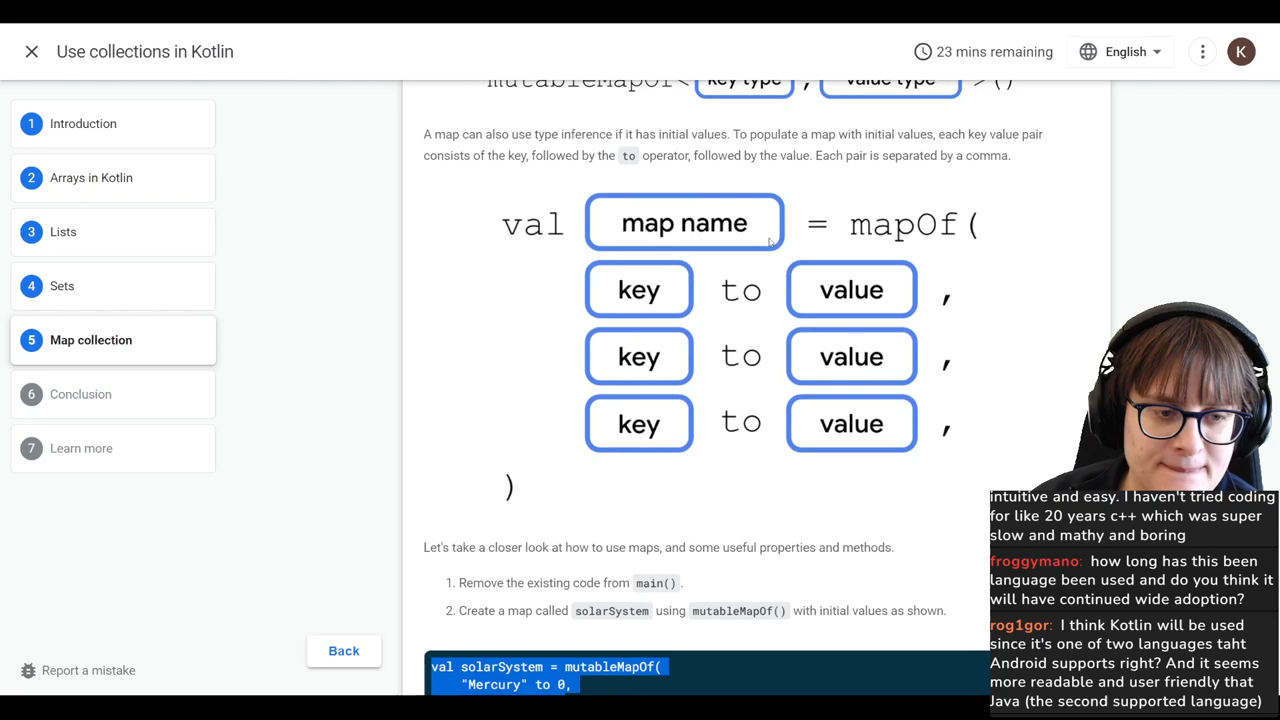 Use collections in Kotlin
23 mins remaining
English
K
1 Introduction
2 Arrays in Kotlin
3 Lists
4 Sets
5 Map collection
6 Conclusion
7 Learn more
Report a mistake
Back
mutableMapOf< key type , value type >()
A map can also use type inference if it has initial values. To populate a map with initial values, each key value pair
consists of the key, followed by the to operator, followed by the value. Each pair is separated by a comma.
val map name = mapOf(
key to value ,
key to value ,
key to value ,
)
Let's take a closer look at how to use maps, and some useful properties and methods.
1. Remove the existing code from main().
2. Create a map called solarSystem using mutableMapOf() with initial values as shown.
val solarSystem = mutableMapOf(
"Mercury" to 0,
intuitive and easy. I haven't tried coding
for like 20 years c++ which was super
slow and mathy and boring
froggymano: how long has this been
language been used and do you think it
will have continued wide adoption?
rog1gor: I think Kotlin will be used
since it's one of two languages taht
Android supports right? And it seems
more readable and user friendly that
Java (the second supported language)